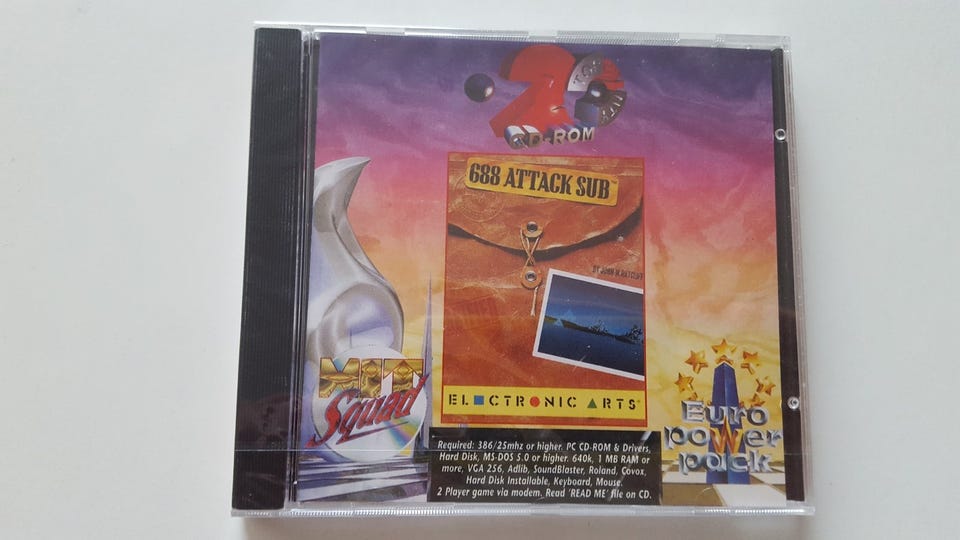 CD-ROM
688 ATTACK SUB™
BY JOHN W. RATCLIFF
ELECTRONIC ARTS®
HIT
Squad
Euro
power
pack
Required: 386/25mhz or higher. PC CD-ROM & Drivers,
Hard Disk, MS-DOS 5.0 or higher. 640k, 1 MB RAM or
more, VGA 256, Adlib, SoundBlaster, Roland, Covox,
Hard Disk Installable, Keyboard, Mouse.
2 Player game via modem. Read 'READ ME' file on CD.